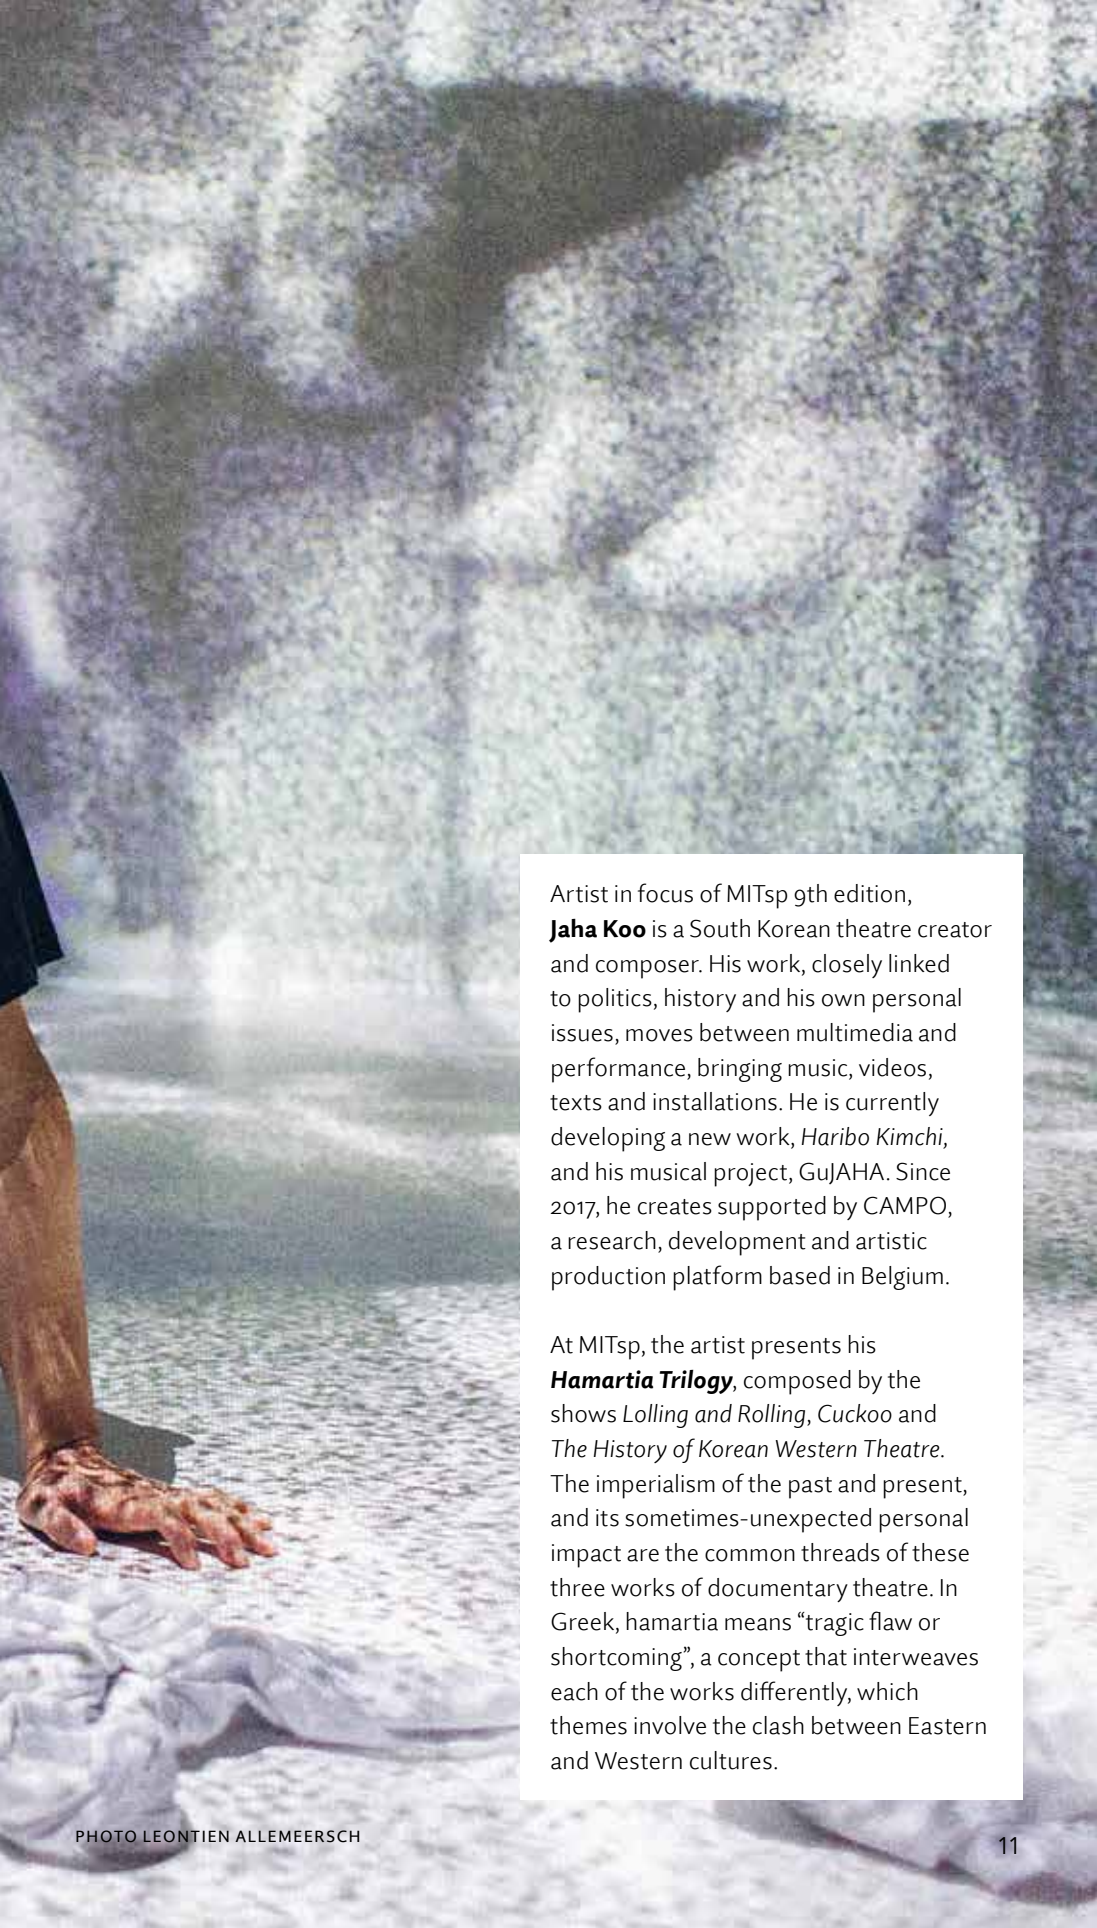 Artist in focus of MITsp 9th edition,
Jaha Koo is a South Korean theatre creator
and composer. His work, closely linked
to politics, history and his own personal
issues, moves between multimedia and
performance, bringing music, videos,
texts and installations. He is currently
developing a new work, Haribo Kimchi,
and his musical project, GuJAHA. Since
2017, he creates supported by CAMPO,
a research, development and artistic
production platform based in Belgium.

At MITsp, the artist presents his
Hamartia Trilogy, composed by the
shows Lolling and Rolling, Cuckoo and
The History of Korean Western Theatre.
The imperialism of the past and present,
and its sometimes-unexpected personal
impact are the common threads of these
three works of documentary theatre. In
Greek, hamartia means “tragic flaw or
shortcoming”, a concept that interweaves
each of the works differently, which
themes involve the clash between Eastern
and Western cultures.

PHOTO LEONTIEN ALLEMEERSCH
11